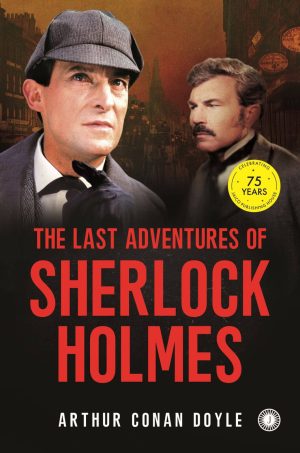 CELEBRATING
75
YEARS
THE LAST ADVENTURES OF
SHERLOCK
HOLMES
ARTHUR CONAN DOYLE
J